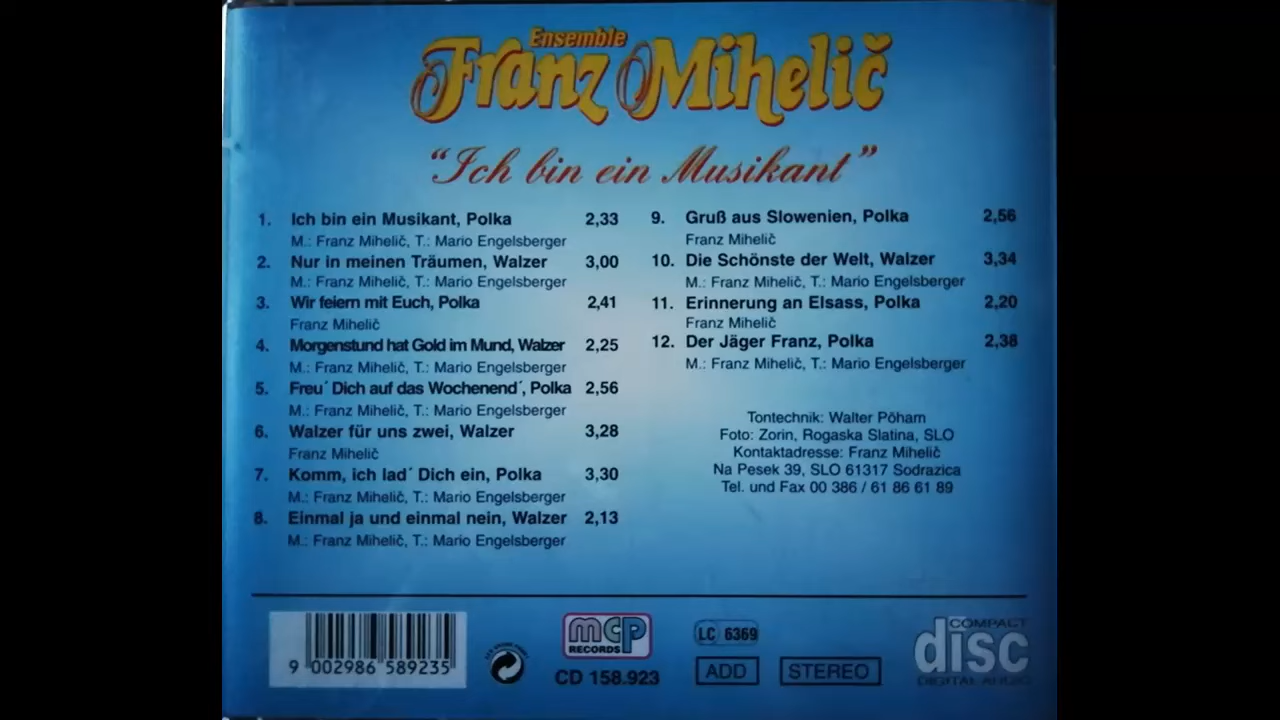 Ensemble
Franz Mihelič
"Ich bin ein Musikant"
1. Ich bin ein Musikant, Polka 2,33
M.: Franz Mihelič, T.: Mario Engelsberger
2. Nur in meinen Träumen, Walzer 3,00
M.: Franz Mihelič, T.: Mario Engelsberger
3. Wir feiern mit Euch, Polka 2,41
Franz Mihelič
4. Morgenstund hat Gold im Mund, Walzer 2,25
M.: Franz Mihelič, T.: Mario Engelsberger
5. Freu´ Dich auf das Wochenend´, Polka 2,56
M.: Franz Mihelič, T.: Mario Engelsberger
6. Walzer für uns zwei, Walzer 3,28
Franz Mihelič
7. Komm, ich lad´ Dich ein, Polka 3,30
M.: Franz Mihelič, T.: Mario Engelsberger
8. Einmal ja und einmal nein, Walzer 2,13
M.: Franz Mihelič, T.: Mario Engelsberger
9. Gruß aus Slowenien, Polka 2,56
Franz Mihelič
10. Die Schönste der Welt, Walzer 3,34
M.: Franz Mihelič, T.: Mario Engelsberger
11. Erinnerung an Elsass, Polka 2,20
Franz Mihelič
12. Der Jäger Franz, Polka 2,38
M.: Franz Mihelič, T.: Mario Engelsberger
Tontechnik: Walter Pöham
Foto: Zorin, Rogaska Slatina, SLO
Kontaktadresse: Franz Mihelič
Na Pesek 39, SLO 61317 Sodrazica
Tel. und Fax 00 386 / 61 86 61 89
9 002986 589235
mcp
RECORDS
CD 158.923
LC 6369
ADD
STEREO
COMPACT
disc
DIGITAL AUDIO